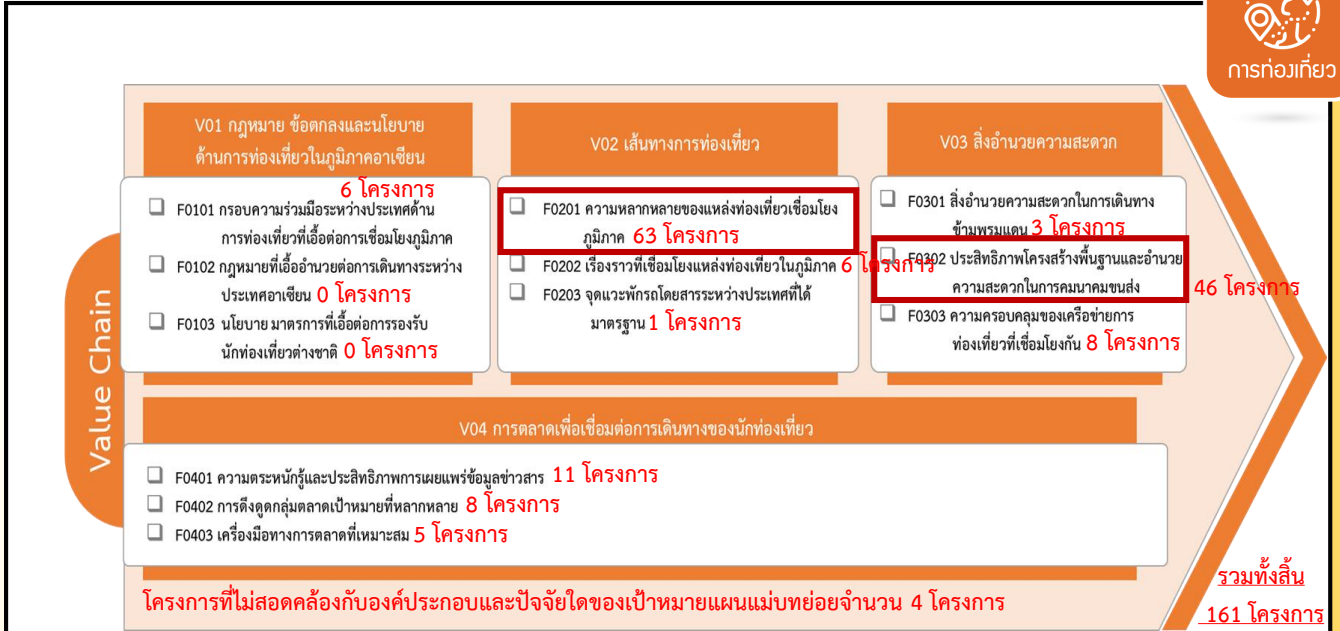 การท่องเที่ยว
Value Chain
V01 กฎหมาย ข้อตกลงและนโยบาย
ด้านการท่องเที่ยวในภูมิภาคอาเซียน
6 โครงการ
F0101 กรอบความร่วมมือระหว่างประเทศด้าน
การท่องเที่ยวที่เอื้อต่อการเชื่อมโยงภูมิภาค
F0102 กฎหมายที่เอื้ออำนวยต่อการเดินทางระหว่าง
ประเทศอาเซียน 0 โครงการ
F0103 นโยบาย มาตรการที่เอื้อต่อการรองรับ
นักท่องเที่ยวต่างชาติ 0 โครงการ
V02 เส้นทางการท่องเที่ยว
F0201 ความหลากหลายของแหล่งท่องเที่ยวเชื่อมโยง
ภูมิภาค 63 โครงการ
F0202 เรื่องราวที่เชื่อมโยงแหล่งท่องเที่ยวในภูมิภาค 6 โครงการ
F0203 จุดแวะพักรถโดยสารระหว่างประเทศที่ได้
มาตรฐาน 1 โครงการ
V03 สิ่งอำนวยความสะดวก
F0301 สิ่งอำนวยความสะดวกในการเดินทาง
ข้ามพรมแดน 3 โครงการ
F0302 ประสิทธิภาพโครงสร้างพื้นฐานและอำนวย
ความสะดวกในการคมนาคมขนส่ง 46 โครงการ
F0303 ความครอบคลุมของเครือข่ายการ
ท่องเที่ยวที่เชื่อมโยงกัน 8 โครงการ
V04 การตลาดเพื่อเชื่อมต่อการเดินทางของนักท่องเที่ยว
F0401 ความตระหนักรู้และประสิทธิภาพการเผยแพร่ข้อมูลข่าวสาร 11 โครงการ
F0402 การดึงดูดกลุ่มตลาดเป้าหมายที่หลากหลาย 8 โครงการ
F0403 เครื่องมือทางการตลาดที่เหมาะสม 5 โครงการ
โครงการที่ไม่สอดคล้องกับองค์ประกอบและปัจจัยใดของเป้าหมายแผนแม่บทย่อยจำนวน 4 โครงการ
รวมทั้งสิ้น
161 โครงการ